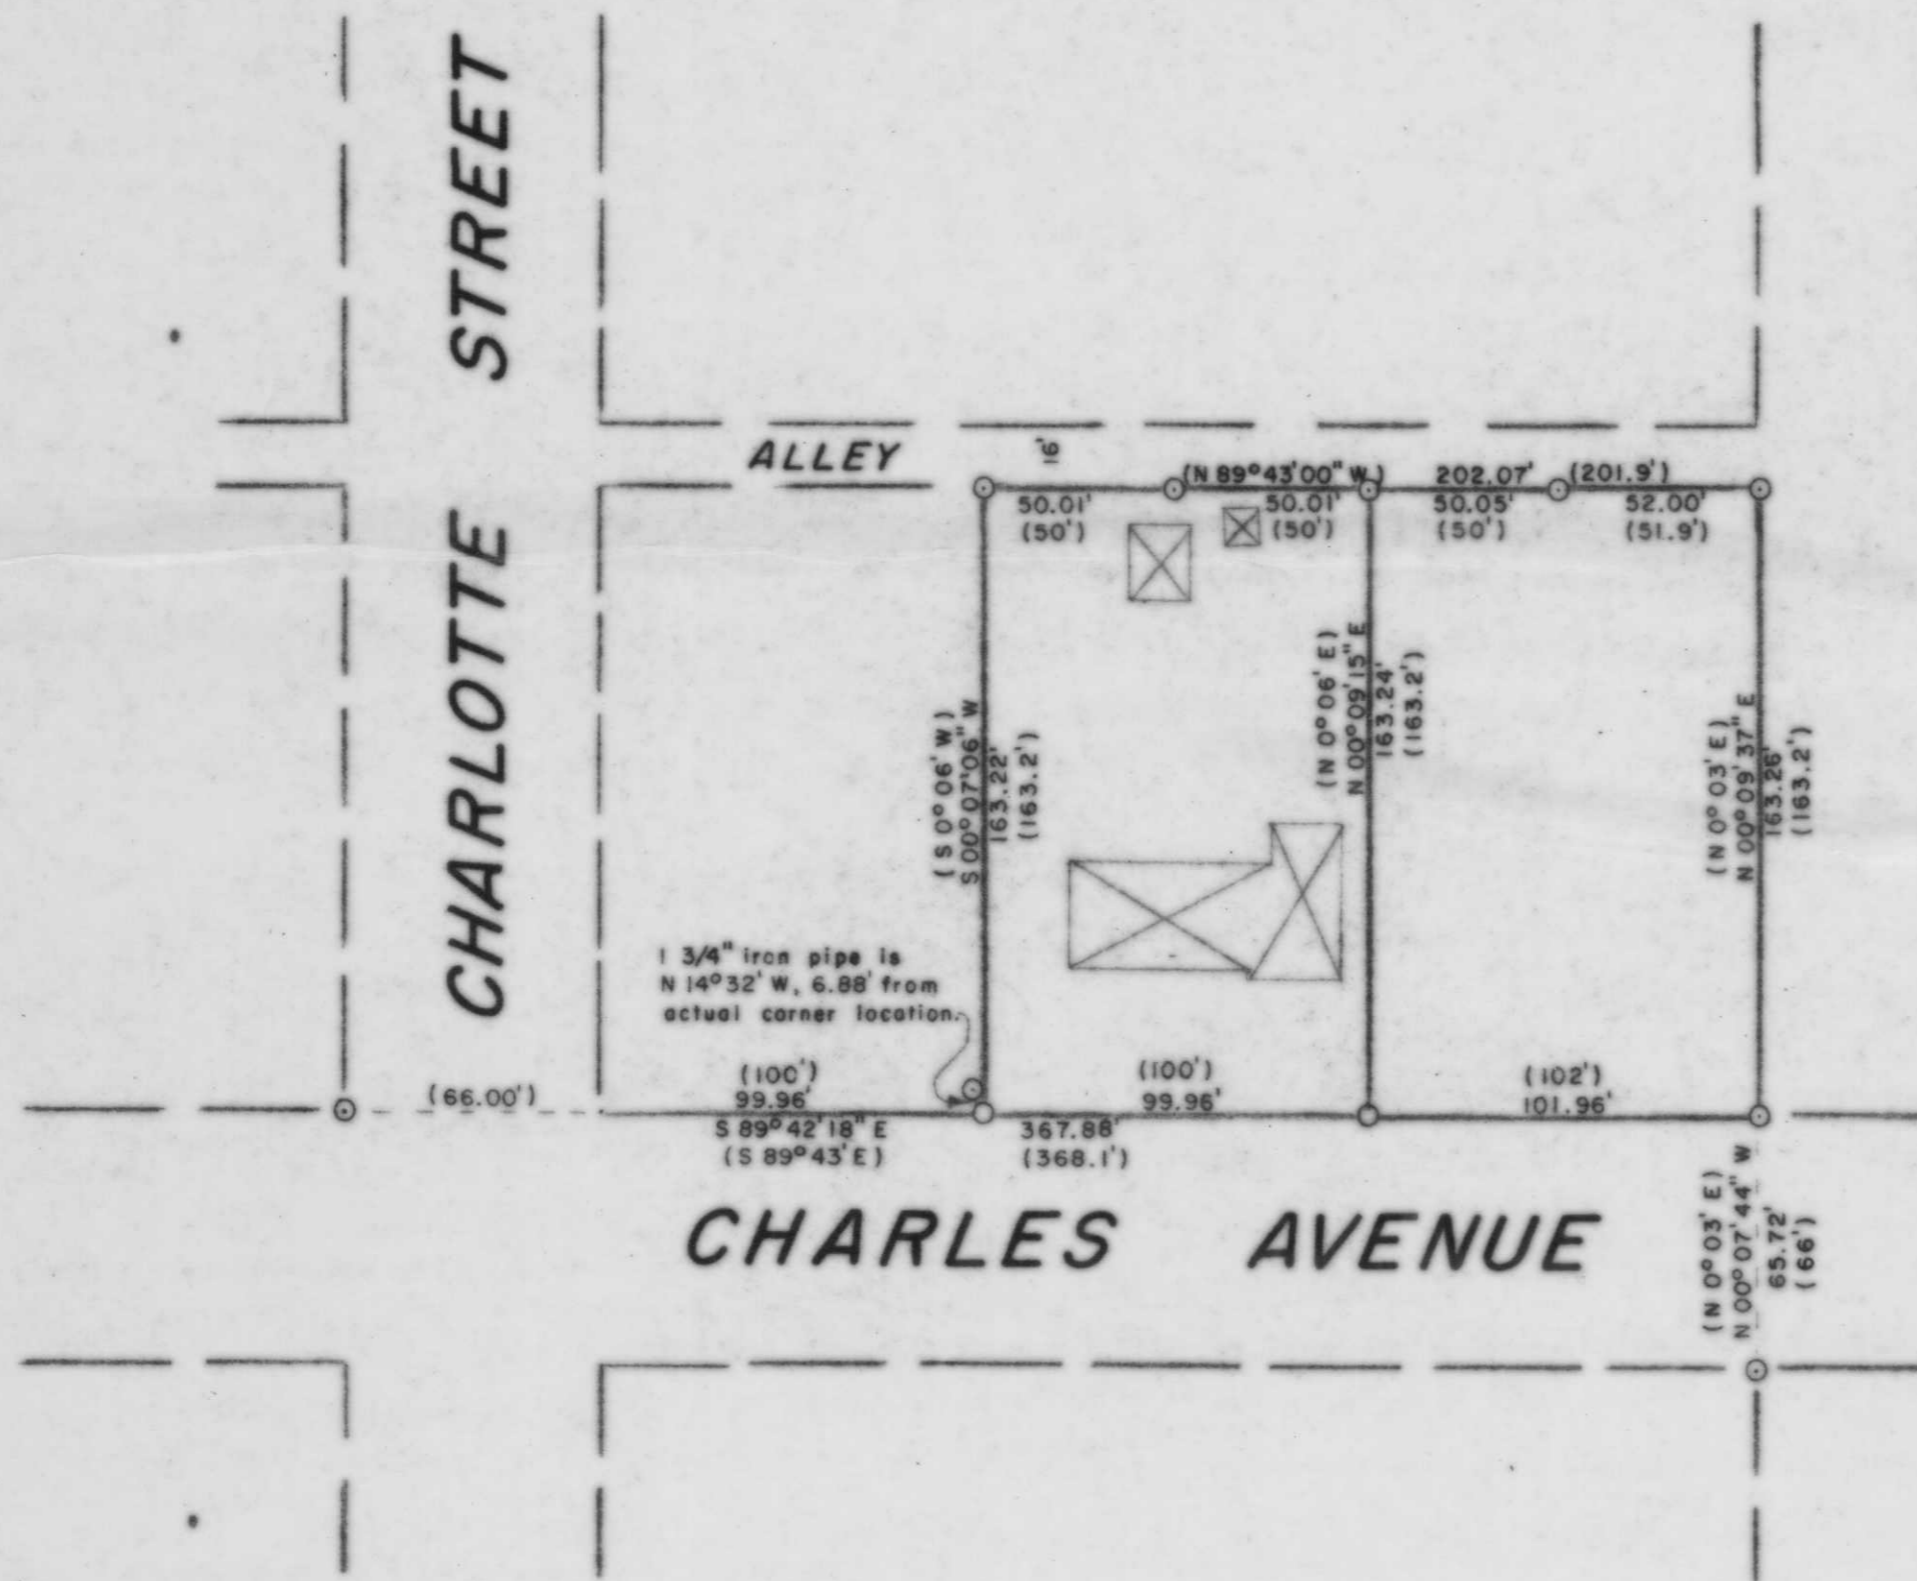 CHARLOTTE STREET
ALLEY
16'
(N 89°43'00" W)
202.07'
(201.9')
50.01'
(50')
50.01'
(50')
50.05'
(50')
52.00'
(51.9')
(S 0°06' W)
S 00°07'06" W
163.22'
(163.2')
(N 0°06' E)
N 00°09'15" E
163.24'
(163.2')
(N 0°03' E)
N 00°09'37" E
163.26'
(163.2')
1 3/4" iron pipe is
N 14°32' W, 6.88' from
actual corner location.
(66.00')
(100')
99.96'
S 89°42'18" E
(S 89°43' E)
(100')
99.96'
367.88'
(368.1')
(102')
101.96'
CHARLES AVENUE
(N 0°03' E)
N 00°07'44" W
65.72'
(66')